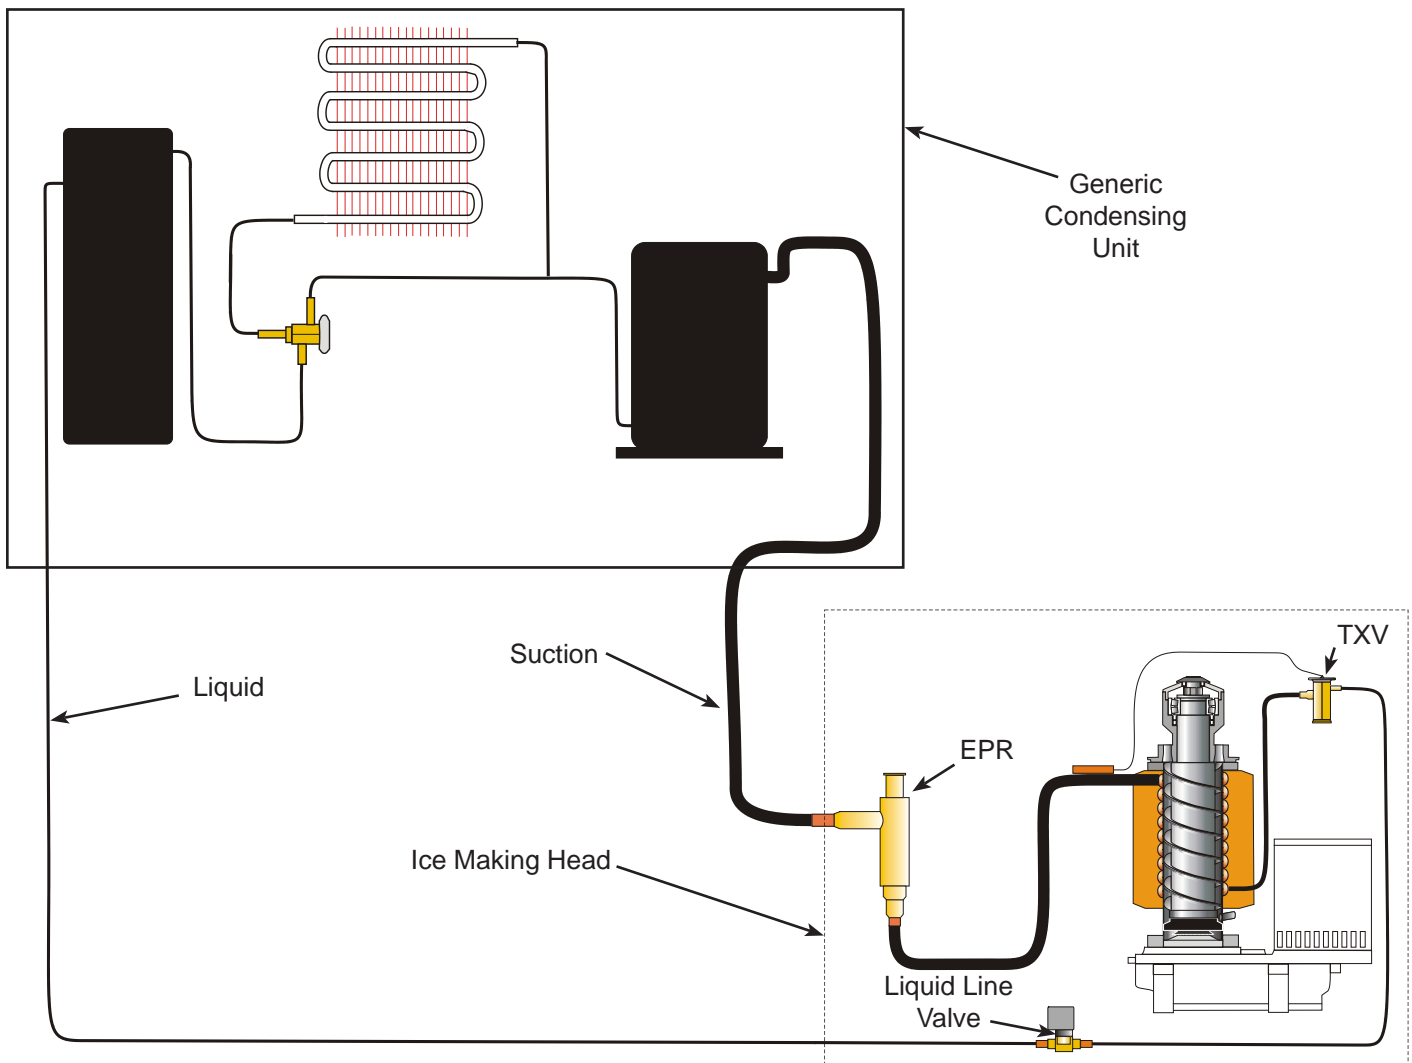 Generic
Condensing
Unit
TXV
Suction
Liquid
EPR
Ice Making Head
Liquid Line
Valve